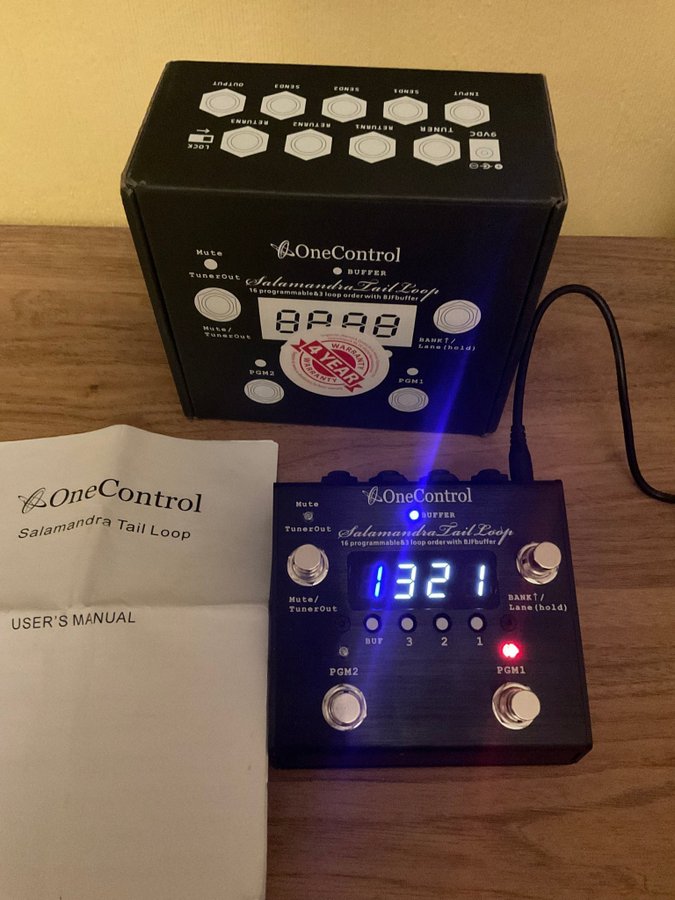 OUTPUT SEND3 SEND2 SEND1 INPUT
LOCK RETURN3 RETURN2 RETURN1 TUNER 9VDC
OneControl
Mute
TunerOut
BUFFER
Salamandra Tail Loop
16 programmable&3 loop order with BJFbuffer
8888
Mute/
TunerOut
BANK↑/
Lane(hold)
WARRANTY
4 YEAR
WARRANTY
PGM2
PGM1
OneControl
Salamandra Tail Loop
USER'S MANUAL
OneControl
Mute
TunerOut
BUFFER
Salamandra Tail Loop
16 programmable&3 loop order with BJFbuffer
1321
Mute/
TunerOut
BANK↑/
Lane(hold)
BUF 3 2 1
PGM2
PGM1